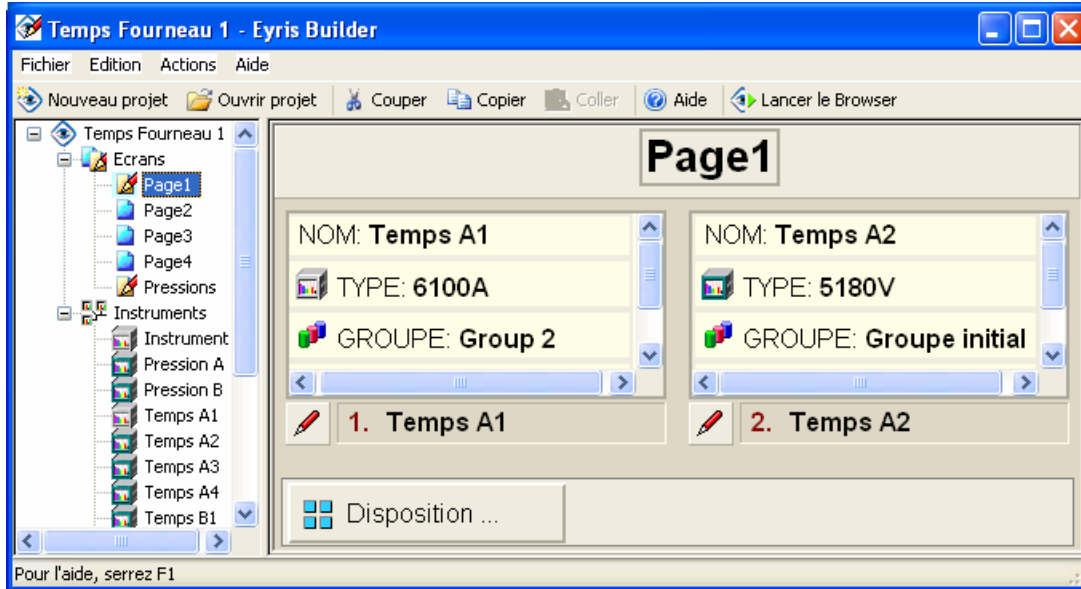 Temps Fourneau 1 - Eyris Builder
Fichier Edition Actions Aide
Nouveau projet Ouvrir projet Couper Copier Coller Aide Lancer le Browser
Temps Fourneau 1
Ecrans
Page1
Page2
Page3
Page4
Pressions
Instruments
Instrument
Pression A
Pression B
Temps A1
Temps A2
Temps A3
Temps A4
Temps B1
Page1
NOM: Temps A1
TYPE: 6100A
GROUPE: Group 2
1. Temps A1
NOM: Temps A2
TYPE: 5180V
GROUPE: Groupe initial
2. Temps A2
Disposition ...
Pour l'aide, serrez F1